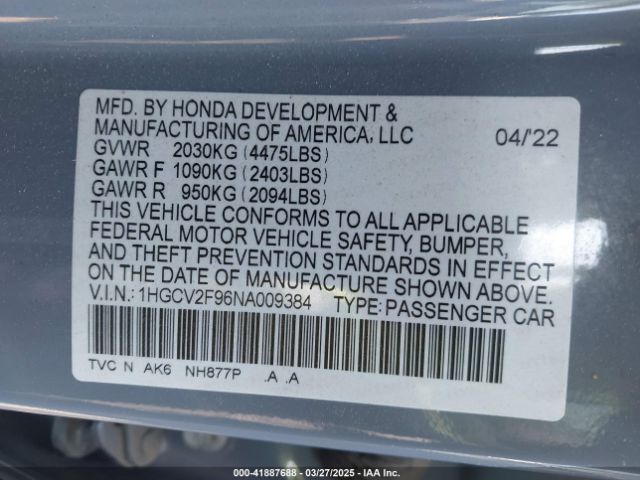 MFD. BY HONDA DEVELOPMENT &
MANUFACTURING OF AMERICA, LLC 04/'22
GVWR 2030KG (4475LBS)
GAWR F 1090KG (2403LBS)
GAWR R 950KG (2094LBS)
THIS VEHICLE CONFORMS TO ALL APPLICABLE
FEDERAL MOTOR VEHICLE SAFETY, BUMPER,
AND THEFT PREVENTION STANDARDS IN EFFECT
ON THE DATE OF MANUFACTURE SHOWN ABOVE.
V.I.N.: 1HGCV2F96NA009384 TYPE: PASSENGER CAR
TVC N AK6 NH877P .A .A
000-41887688 — 03/27/2025 — IAA Inc.